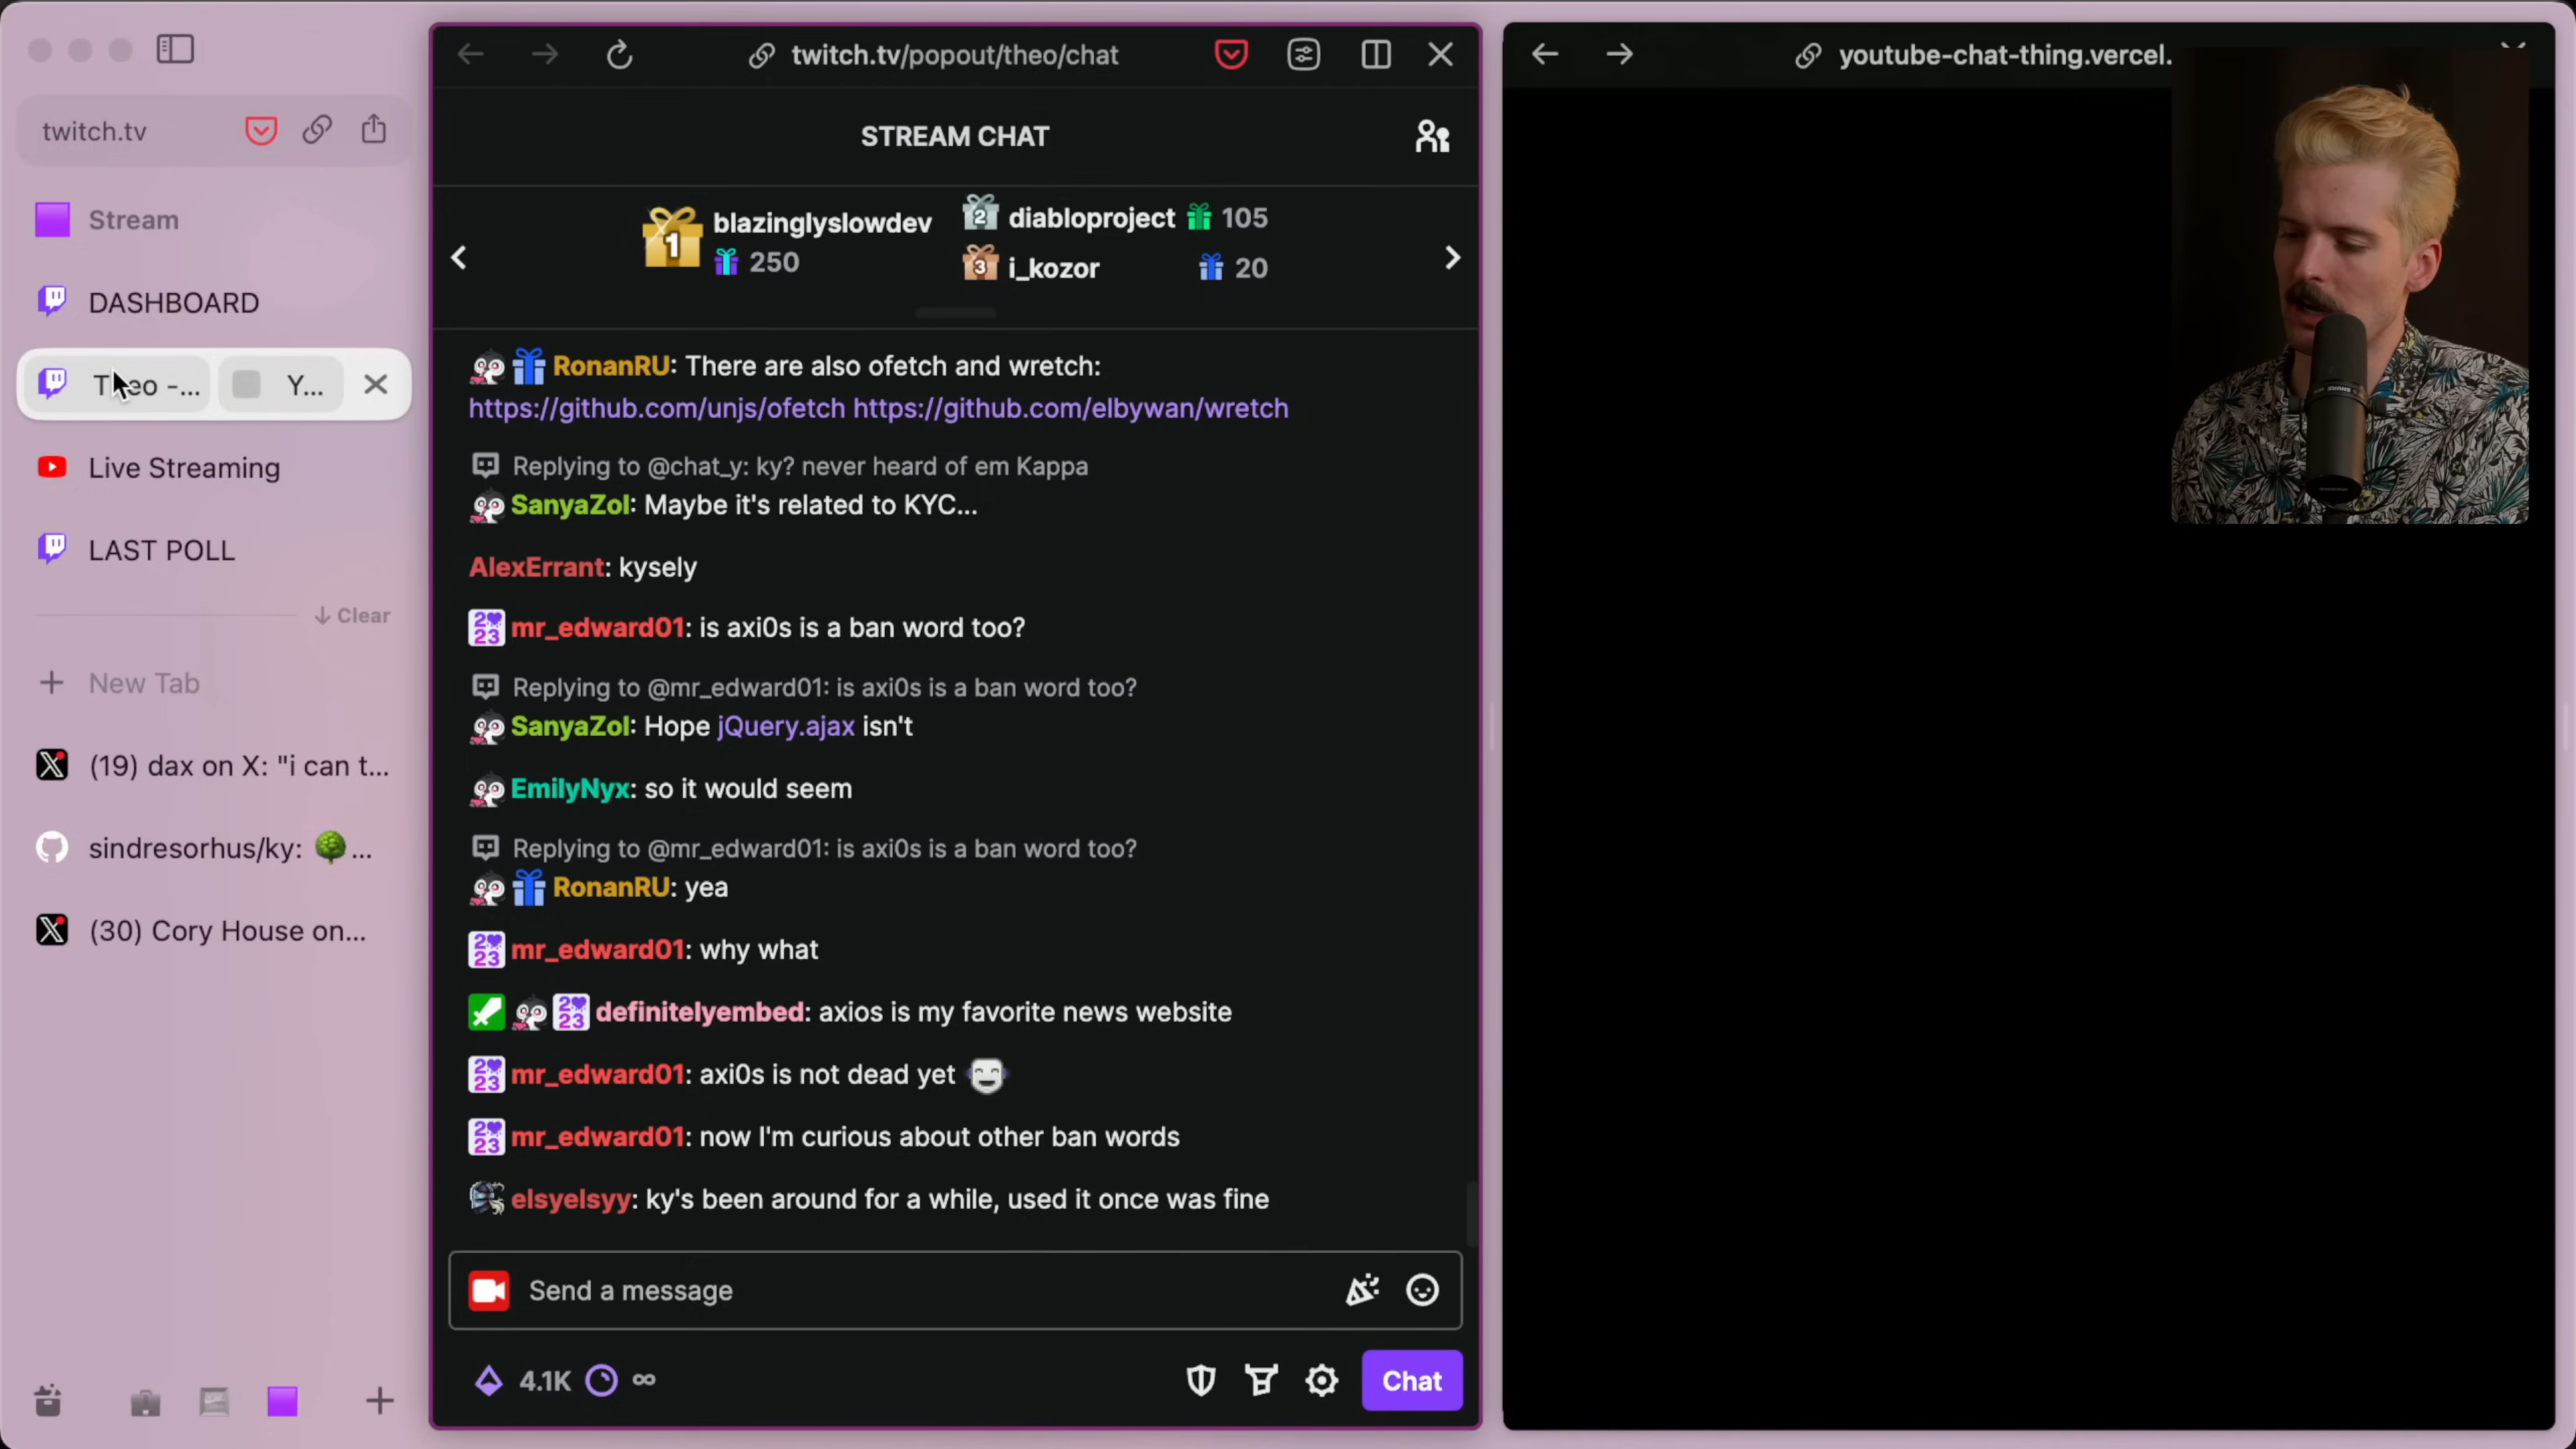 twitch.tv
Stream
DASHBOARD
Theo -...
Y...
Live Streaming
LAST POLL
Clear
New Tab
(19) dax on X: "i can t...
sindresorhus/ky: 🌳...
(30) Cory House on...
twitch.tv/popout/theo/chat
STREAM CHAT
1 blazinglyslowdev
250
2 diabloproject 105
3 i_kozor 20
RonanRU: There are also ofetch and wretch:
https://github.com/unjs/ofetch https://github.com/elbywan/wretch
Replying to @chat_y: ky? never heard of em Kappa
SanyaZol: Maybe it's related to KYC...
AlexErrant: kysely
mr_edward01: is axi0s is a ban word too?
Replying to @mr_edward01: is axi0s is a ban word too?
SanyaZol: Hope jQuery.ajax isn't
EmilyNyx: so it would seem
Replying to @mr_edward01: is axi0s is a ban word too?
RonanRU: yea
mr_edward01: why what
definitelyembed: axios is my favorite news website
mr_edward01: axi0s is not dead yet
mr_edward01: now I'm curious about other ban words
elsyelsyy: ky's been around for a while, used it once was fine
Send a message
4.1K ∞
Chat
youtube-chat-thing.vercel.